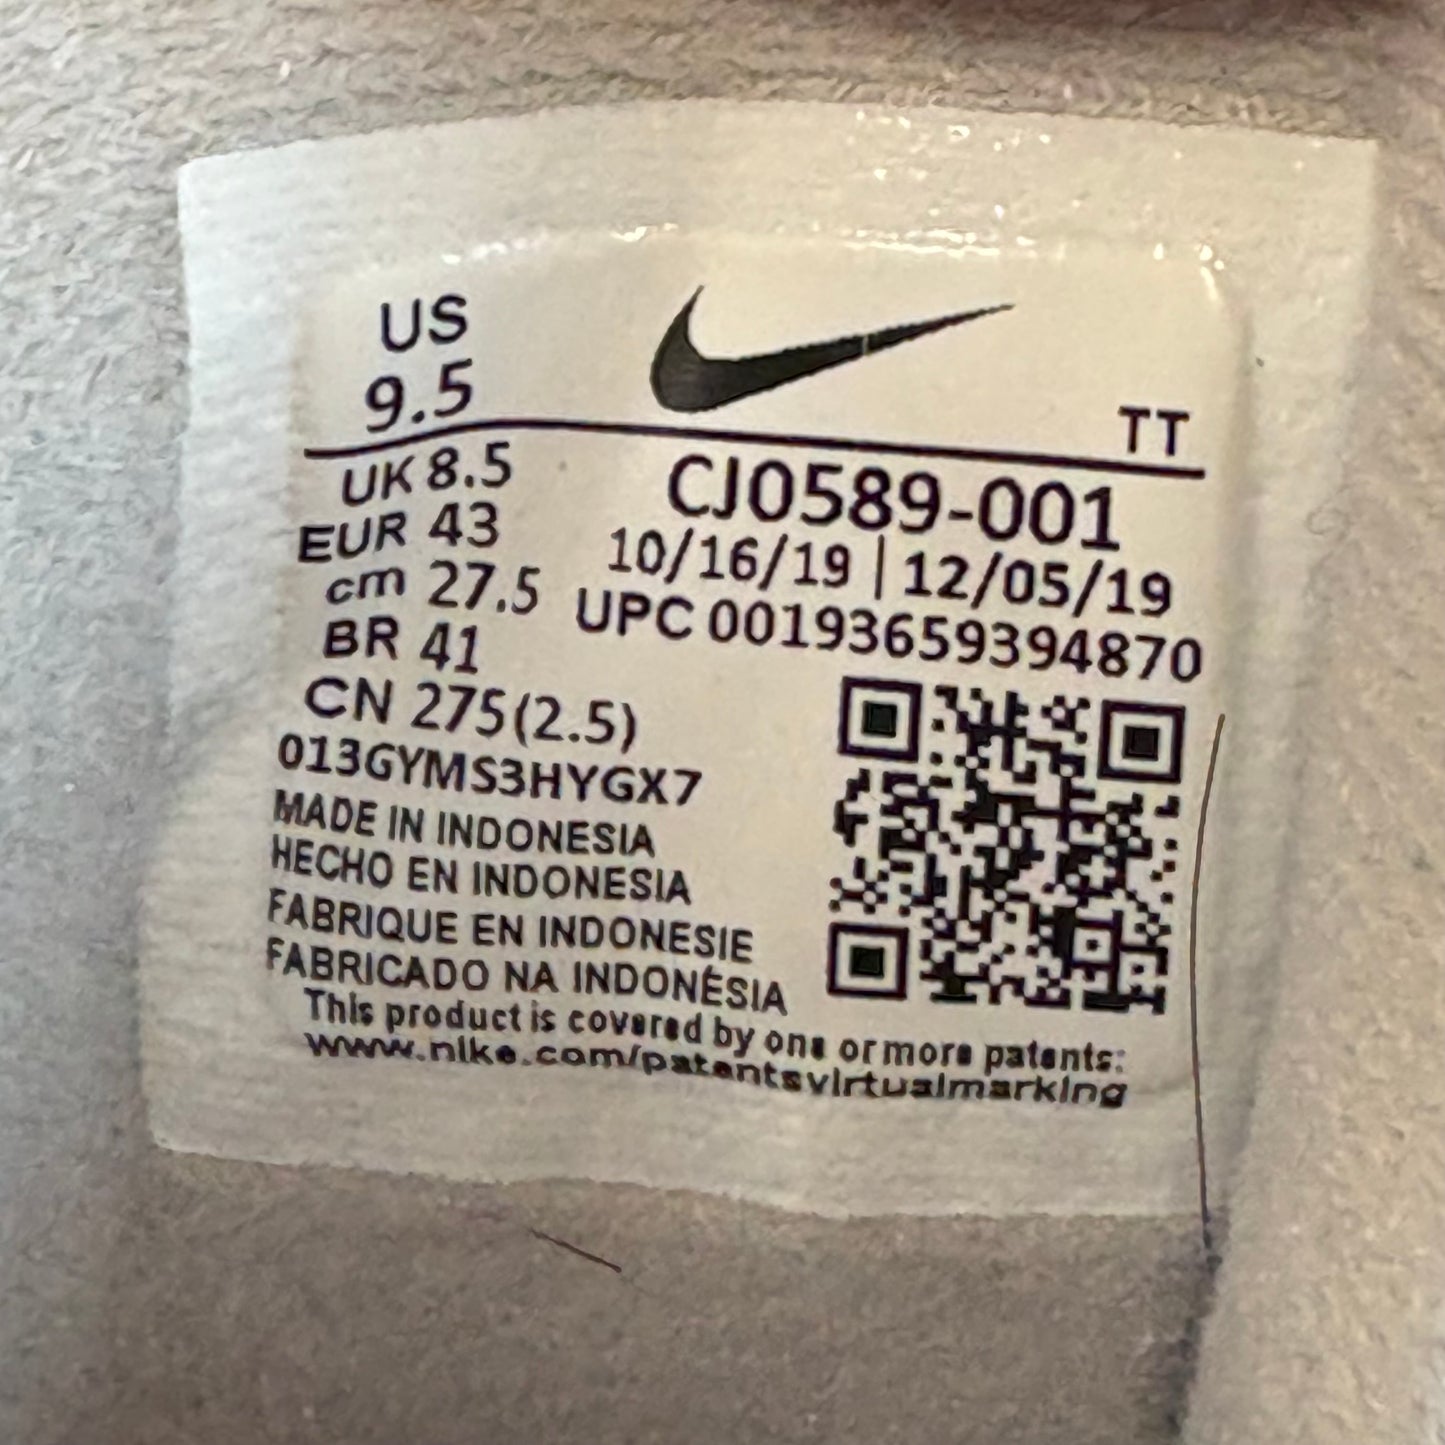 US
9.5
TT
UK 8.5
EUR 43
cm 27.5
BR 41
CN 275(2.5)
CJ0589-001
10/16/19 | 12/05/19
UPC 00193659394870
013GYMS3HYGX7
MADE IN INDONESIA
HECHO EN INDONESIA
FABRIQUE EN INDONESIE
FABRICADO NA INDONÉSIA
This product is covered by one or more patents:
www.nike.com/patentsvirtualmarking